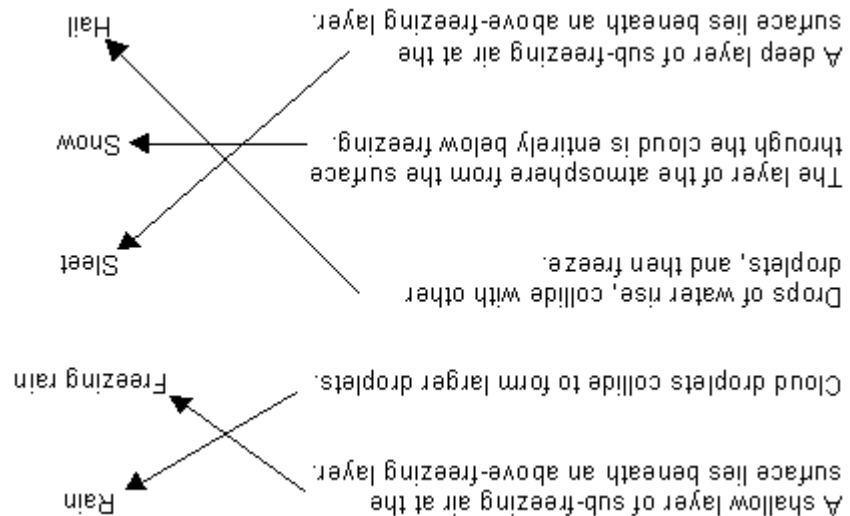 A shallow layer of sub-freezing air at the
surface lies beneath an above-freezing layer.
Rain
Cloud droplets collide to form larger droplets.
Freezing rain
Drops of water rise, collide with other
droplets, and then freeze.
Sleet
The layer of the atmosphere from the surface
through the cloud is entirely below freezing.
Snow
A deep layer of sub-freezing air at the
surface lies beneath an above-freezing layer.
Hail